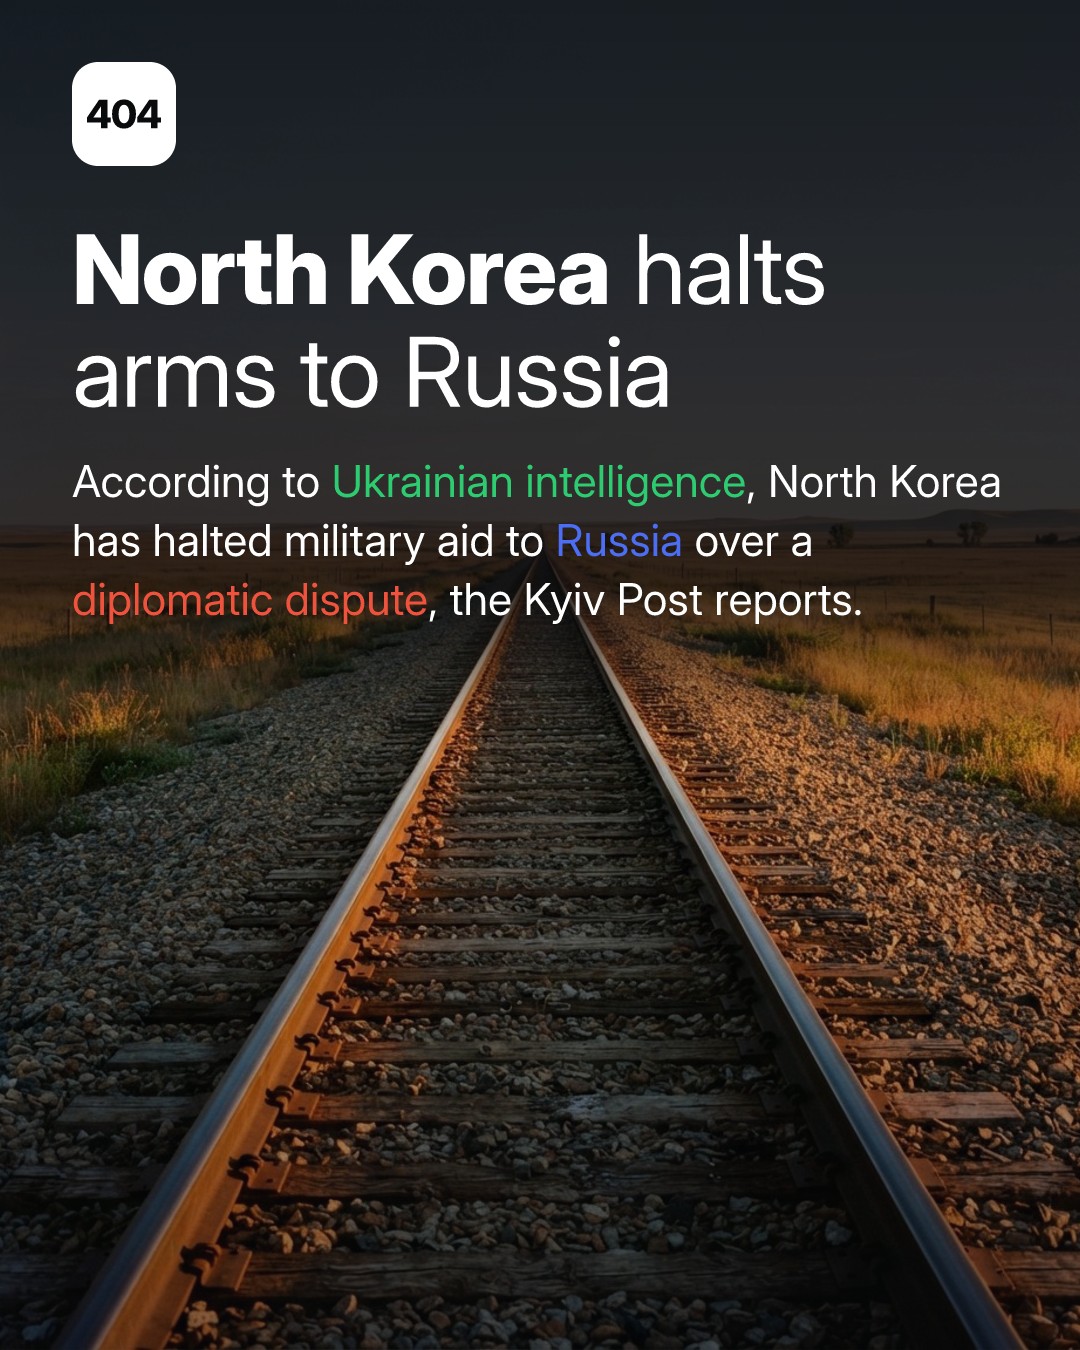 404
North Korea halts
arms to Russia
According to Ukrainian intelligence, North Korea
has halted military aid to Russia over a
diplomatic dispute, the Kyiv Post reports.